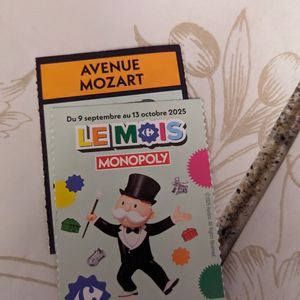 AVENUE
MOZART
Du 9 septembre au 13 octobre 2025
LE MOIS
MONOPOLY